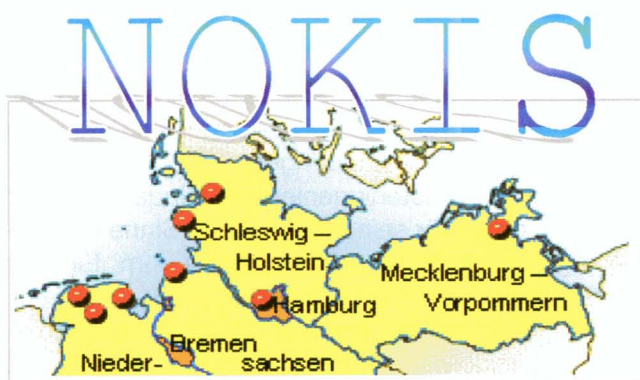 NOKIS
Schleswig –
Holstein
Mecklenburg –
Vorpommern
Hamburg
Bremen
Nieder- sachsen